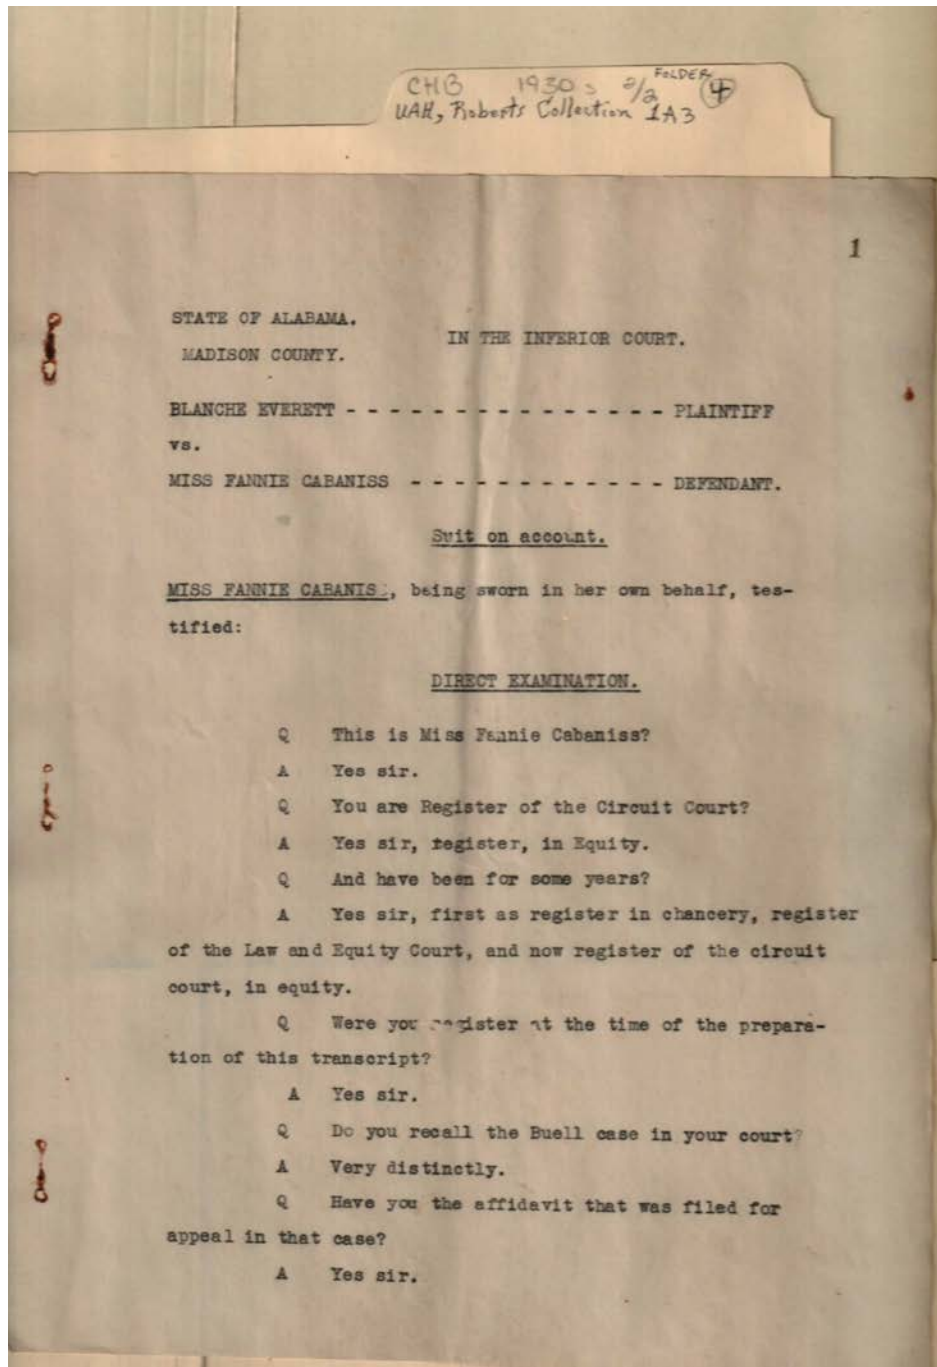 FOLDER
CHB 1930s 2/2 4
UAH, Roberts Collection 1A3
1
STATE OF ALABAMA.
IN THE INFERIOR COURT.
MADISON COUNTY.
BLANCHE EVERETT - - - - - - - - - - - - - - - PLAINTIFF
vs.
MISS FANNIE CABANISS - - - - - - - - - - - - DEFENDANT.
Suit on account.
MISS FANNIE CABANIS , being sworn in her own behalf, tes-
tified:
DIRECT EXAMINATION.
Q This is Miss Fannie Cabaniss?
A Yes sir.
Q You are Register of the Circuit Court?
A Yes sir, register, in Equity.
Q And have been for some years?
A Yes sir, first as register in chancery, register
of the Law and Equity Court, and now register of the circuit
court, in equity.
Q Were you register at the time of the prepara-
tion of this transcript?
A Yes sir.
Q Do you recall the Buell case in your court?
A Very distinctly.
Q Have you the affidavit that was filed for
appeal in that case?
A Yes sir.